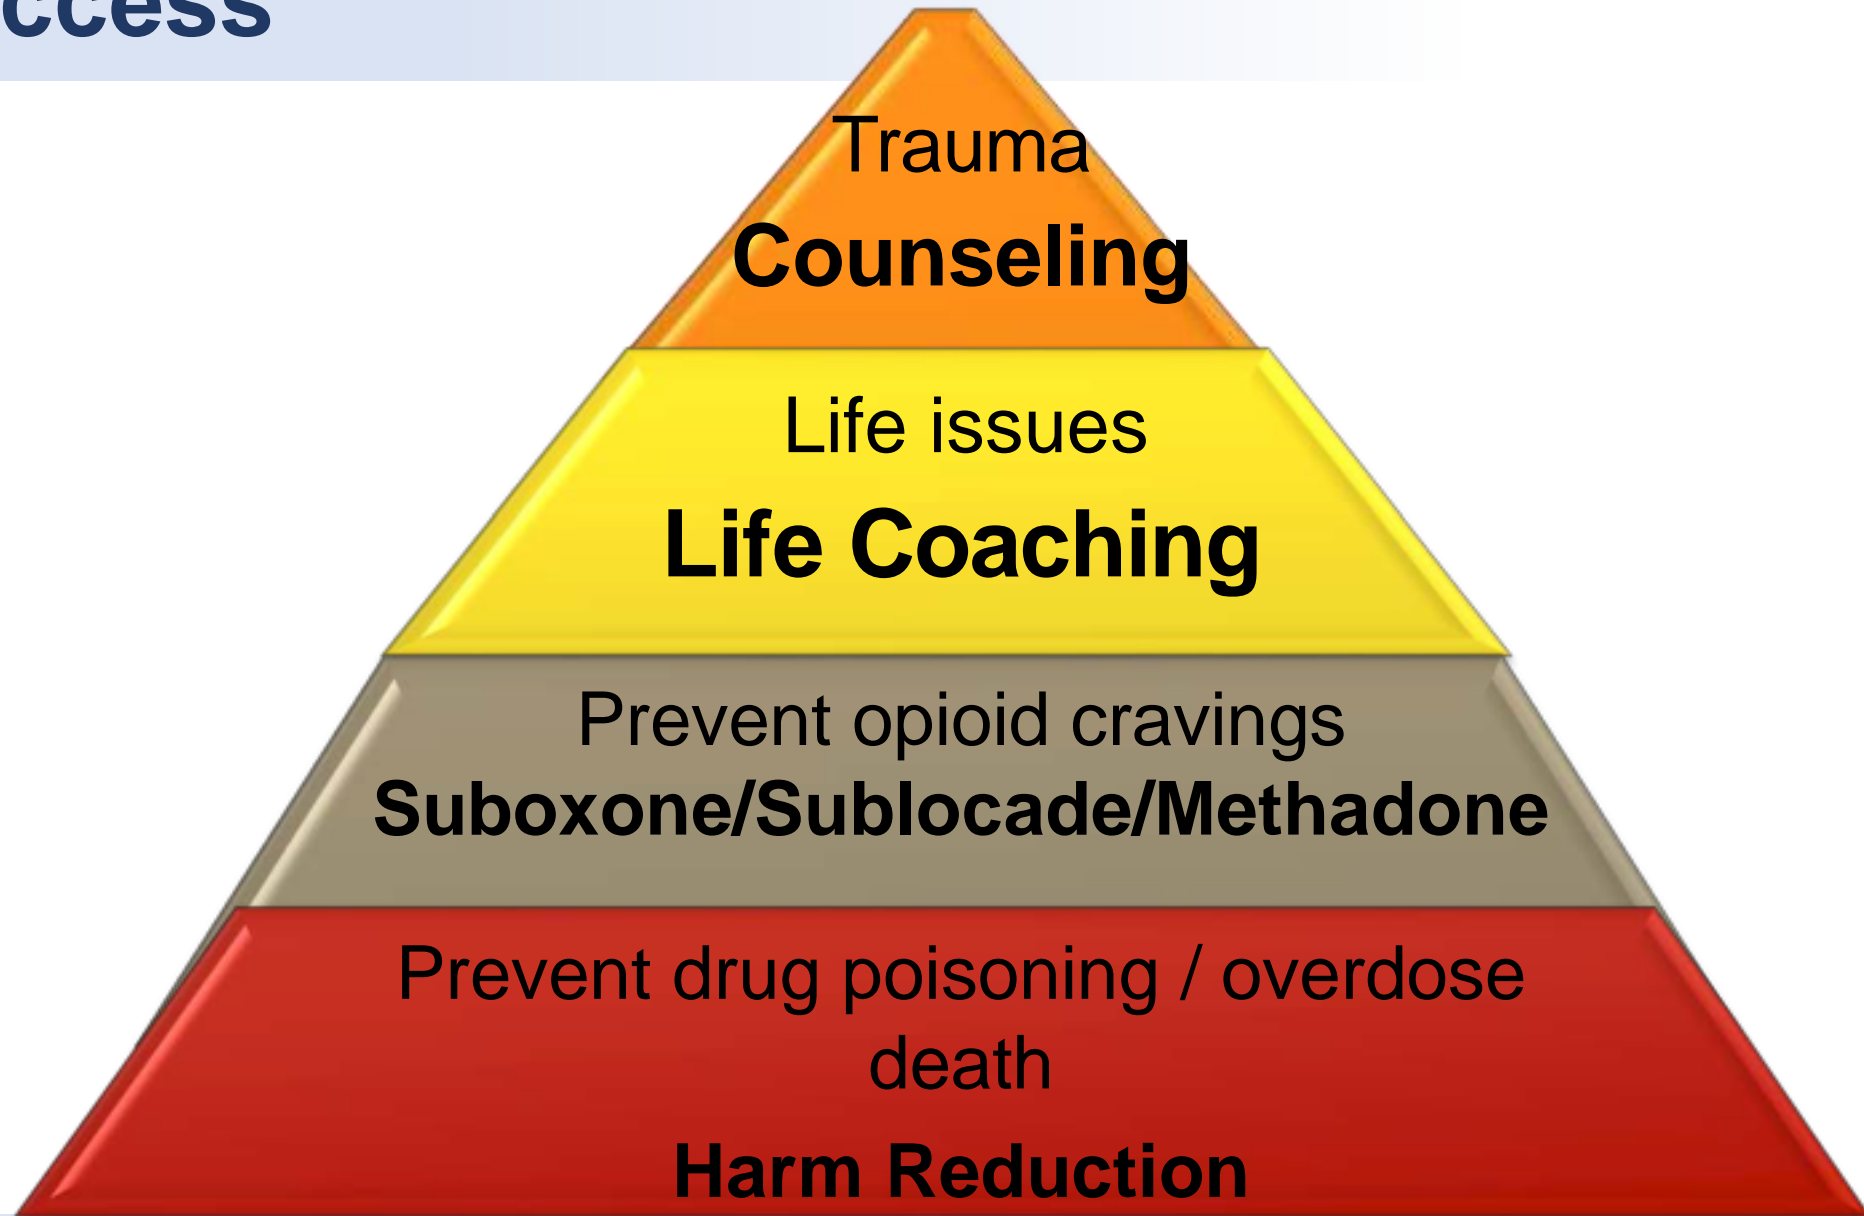 ccess
Trauma
Counseling
Life issues
Life Coaching
Prevent opioid cravings
Suboxone/Sublocade/Methadone
Prevent drug poisoning / overdose
death
Harm Reduction